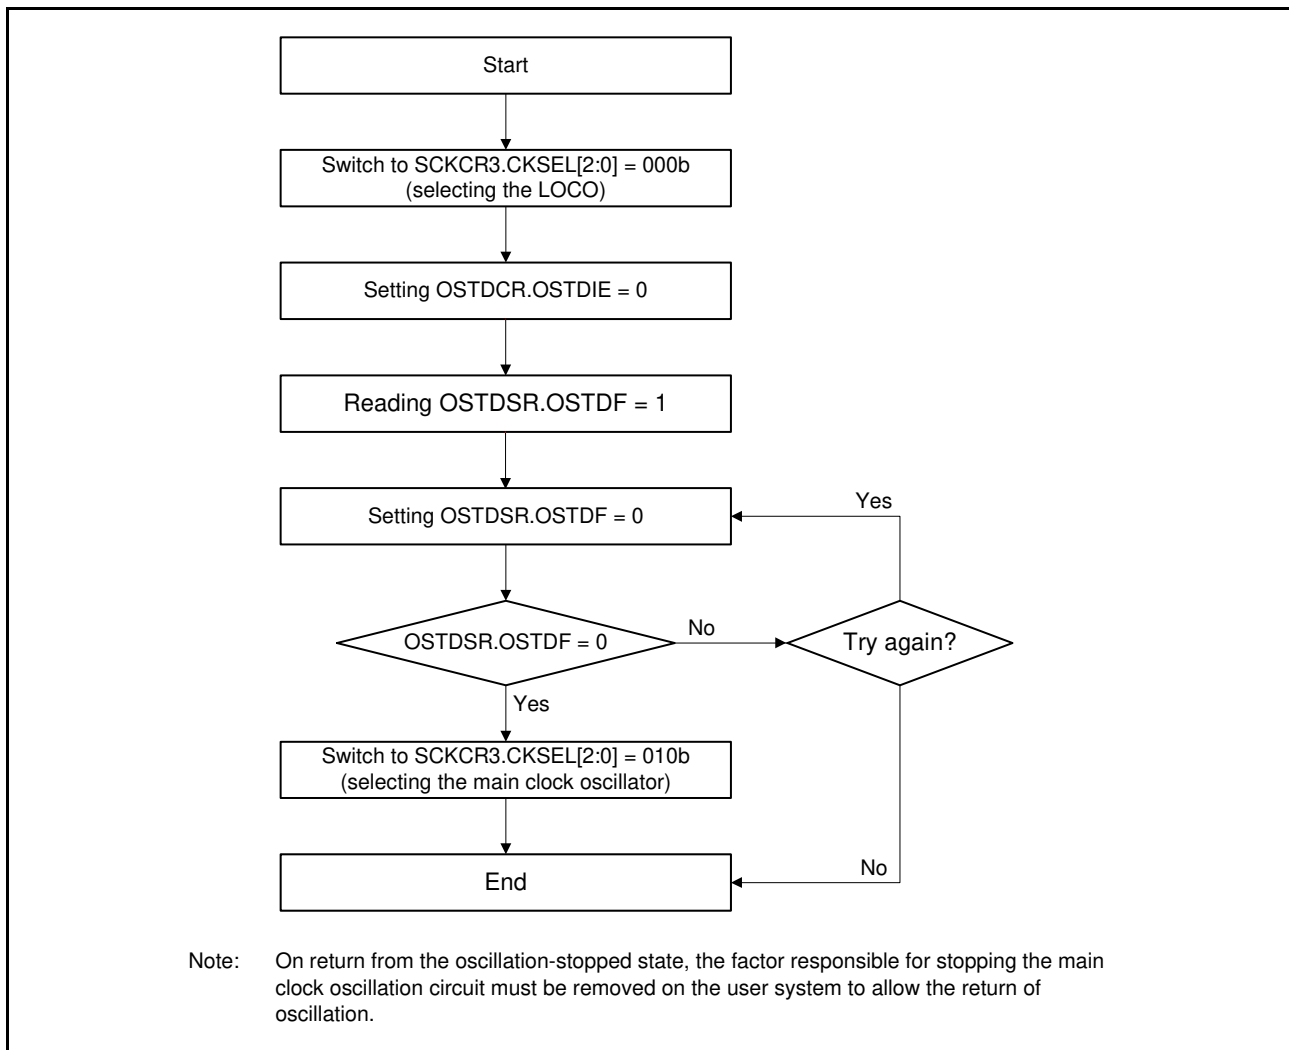 Start
Switch to SCKCR3.CKSEL[2:0] = 000b
(selecting the LOCO)
Setting OSTDCR.OSTDIE = 0
Reading OSTDSR.OSTDF = 1
Setting OSTDSR.OSTDF = 0
Yes
OSTDSR.OSTDF = 0
No
Try again?
Yes
Switch to SCKCR3.CKSEL[2:0] = 010b
(selecting the main clock oscillator)
No
End
Note: On return from the oscillation-stopped state, the factor responsible for stopping the main
clock oscillation circuit must be removed on the user system to allow the return of
oscillation.